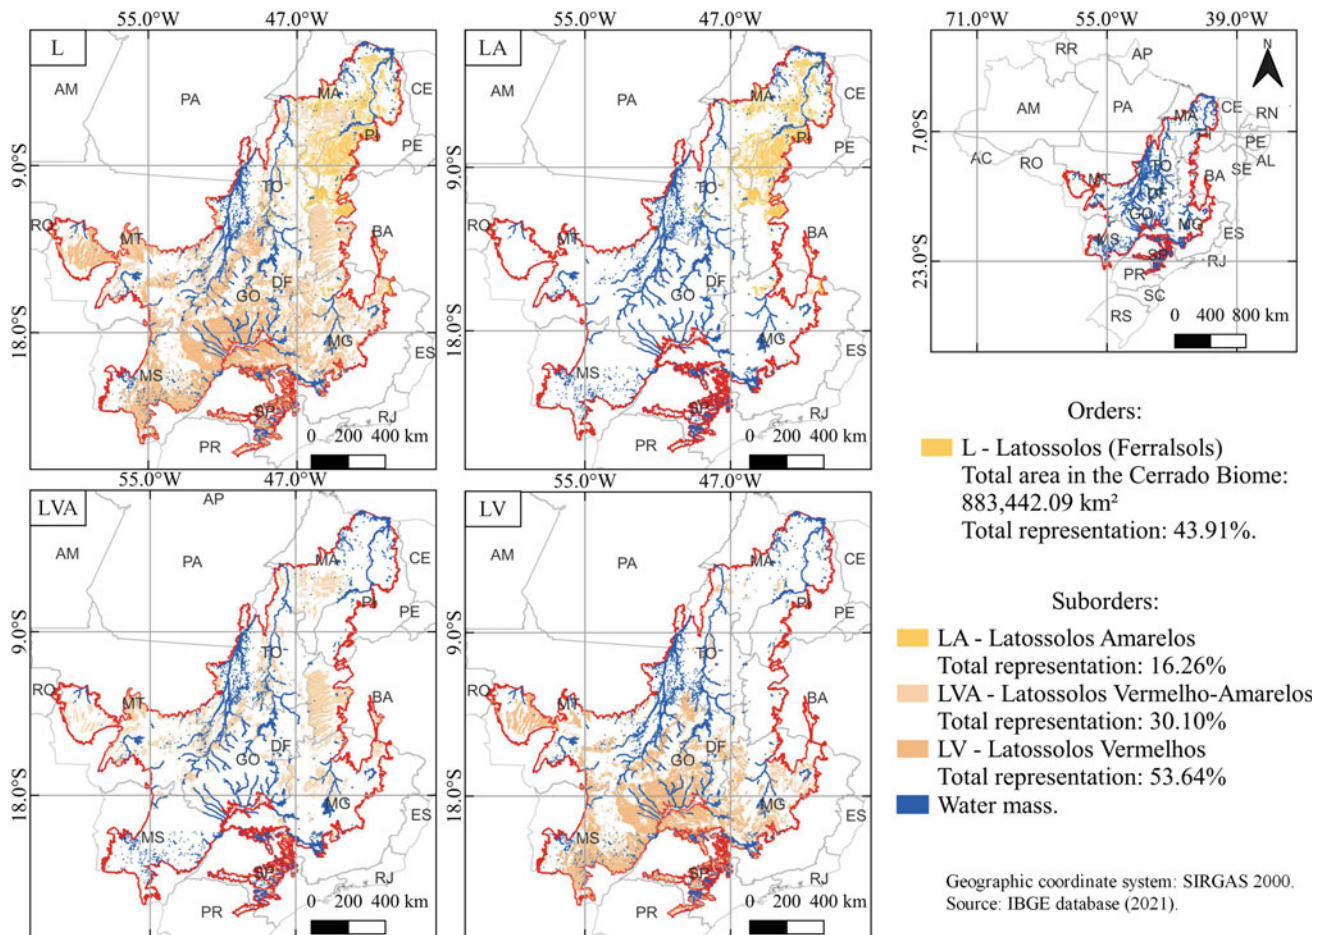 55.0°W 47.0°W
L
AM
PA
MA
CE
PI
PE
TO
9.0°S
RO
MT
BA
DF
GO
18.0°S
MG
ES
MS
SP
RJ
PR
0 200 400 km
55.0°W 47.0°W
LA
AM
PA
MA
CE
PI
PE
TO
9.0°S
RO
MT
BA
DF
GO
18.0°S
MG
ES
MS
SP
RJ
PR
0 200 400 km
71.0°W 55.0°W 39.0°W
N
RR
AP
AM
PA
MA
CE
RN
7.0°S
PI
PE
AC
RO
TO
AL
SE
MT
BA
DF
GO
MG
ES
MS
SP
RJ
23.0°S
PR
SC
RS
0 400 800 km
55.0°W 47.0°W
LVA
AP
AM
PA
MA
CE
PI
PE
9.0°S
TO
RO
MT
BA
DF
GO
18.0°S
MG
ES
MS
SP
RJ
PR
0 200 400 km
55.0°W 47.0°W
LV
AM
PA
MA
CE
PI
PE
9.0°S
TO
RO
MT
BA
DF
GO
18.0°S
MG
ES
MS
SP
RJ
PR
0 200 400 km
Orders:
L - Latossolos (Ferralsols)
Total area in the Cerrado Biome:
883,442.09 km²
Total representation: 43.91%.
Suborders:
LA - Latossolos Amarelos
Total representation: 16.26%
LVA - Latossolos Vermelho-Amarelos
Total representation: 30.10%
LV - Latossolos Vermelhos
Total representation: 53.64%
Water mass.
Geographic coordinate system: SIRGAS 2000.
Source: IBGE database (2021).